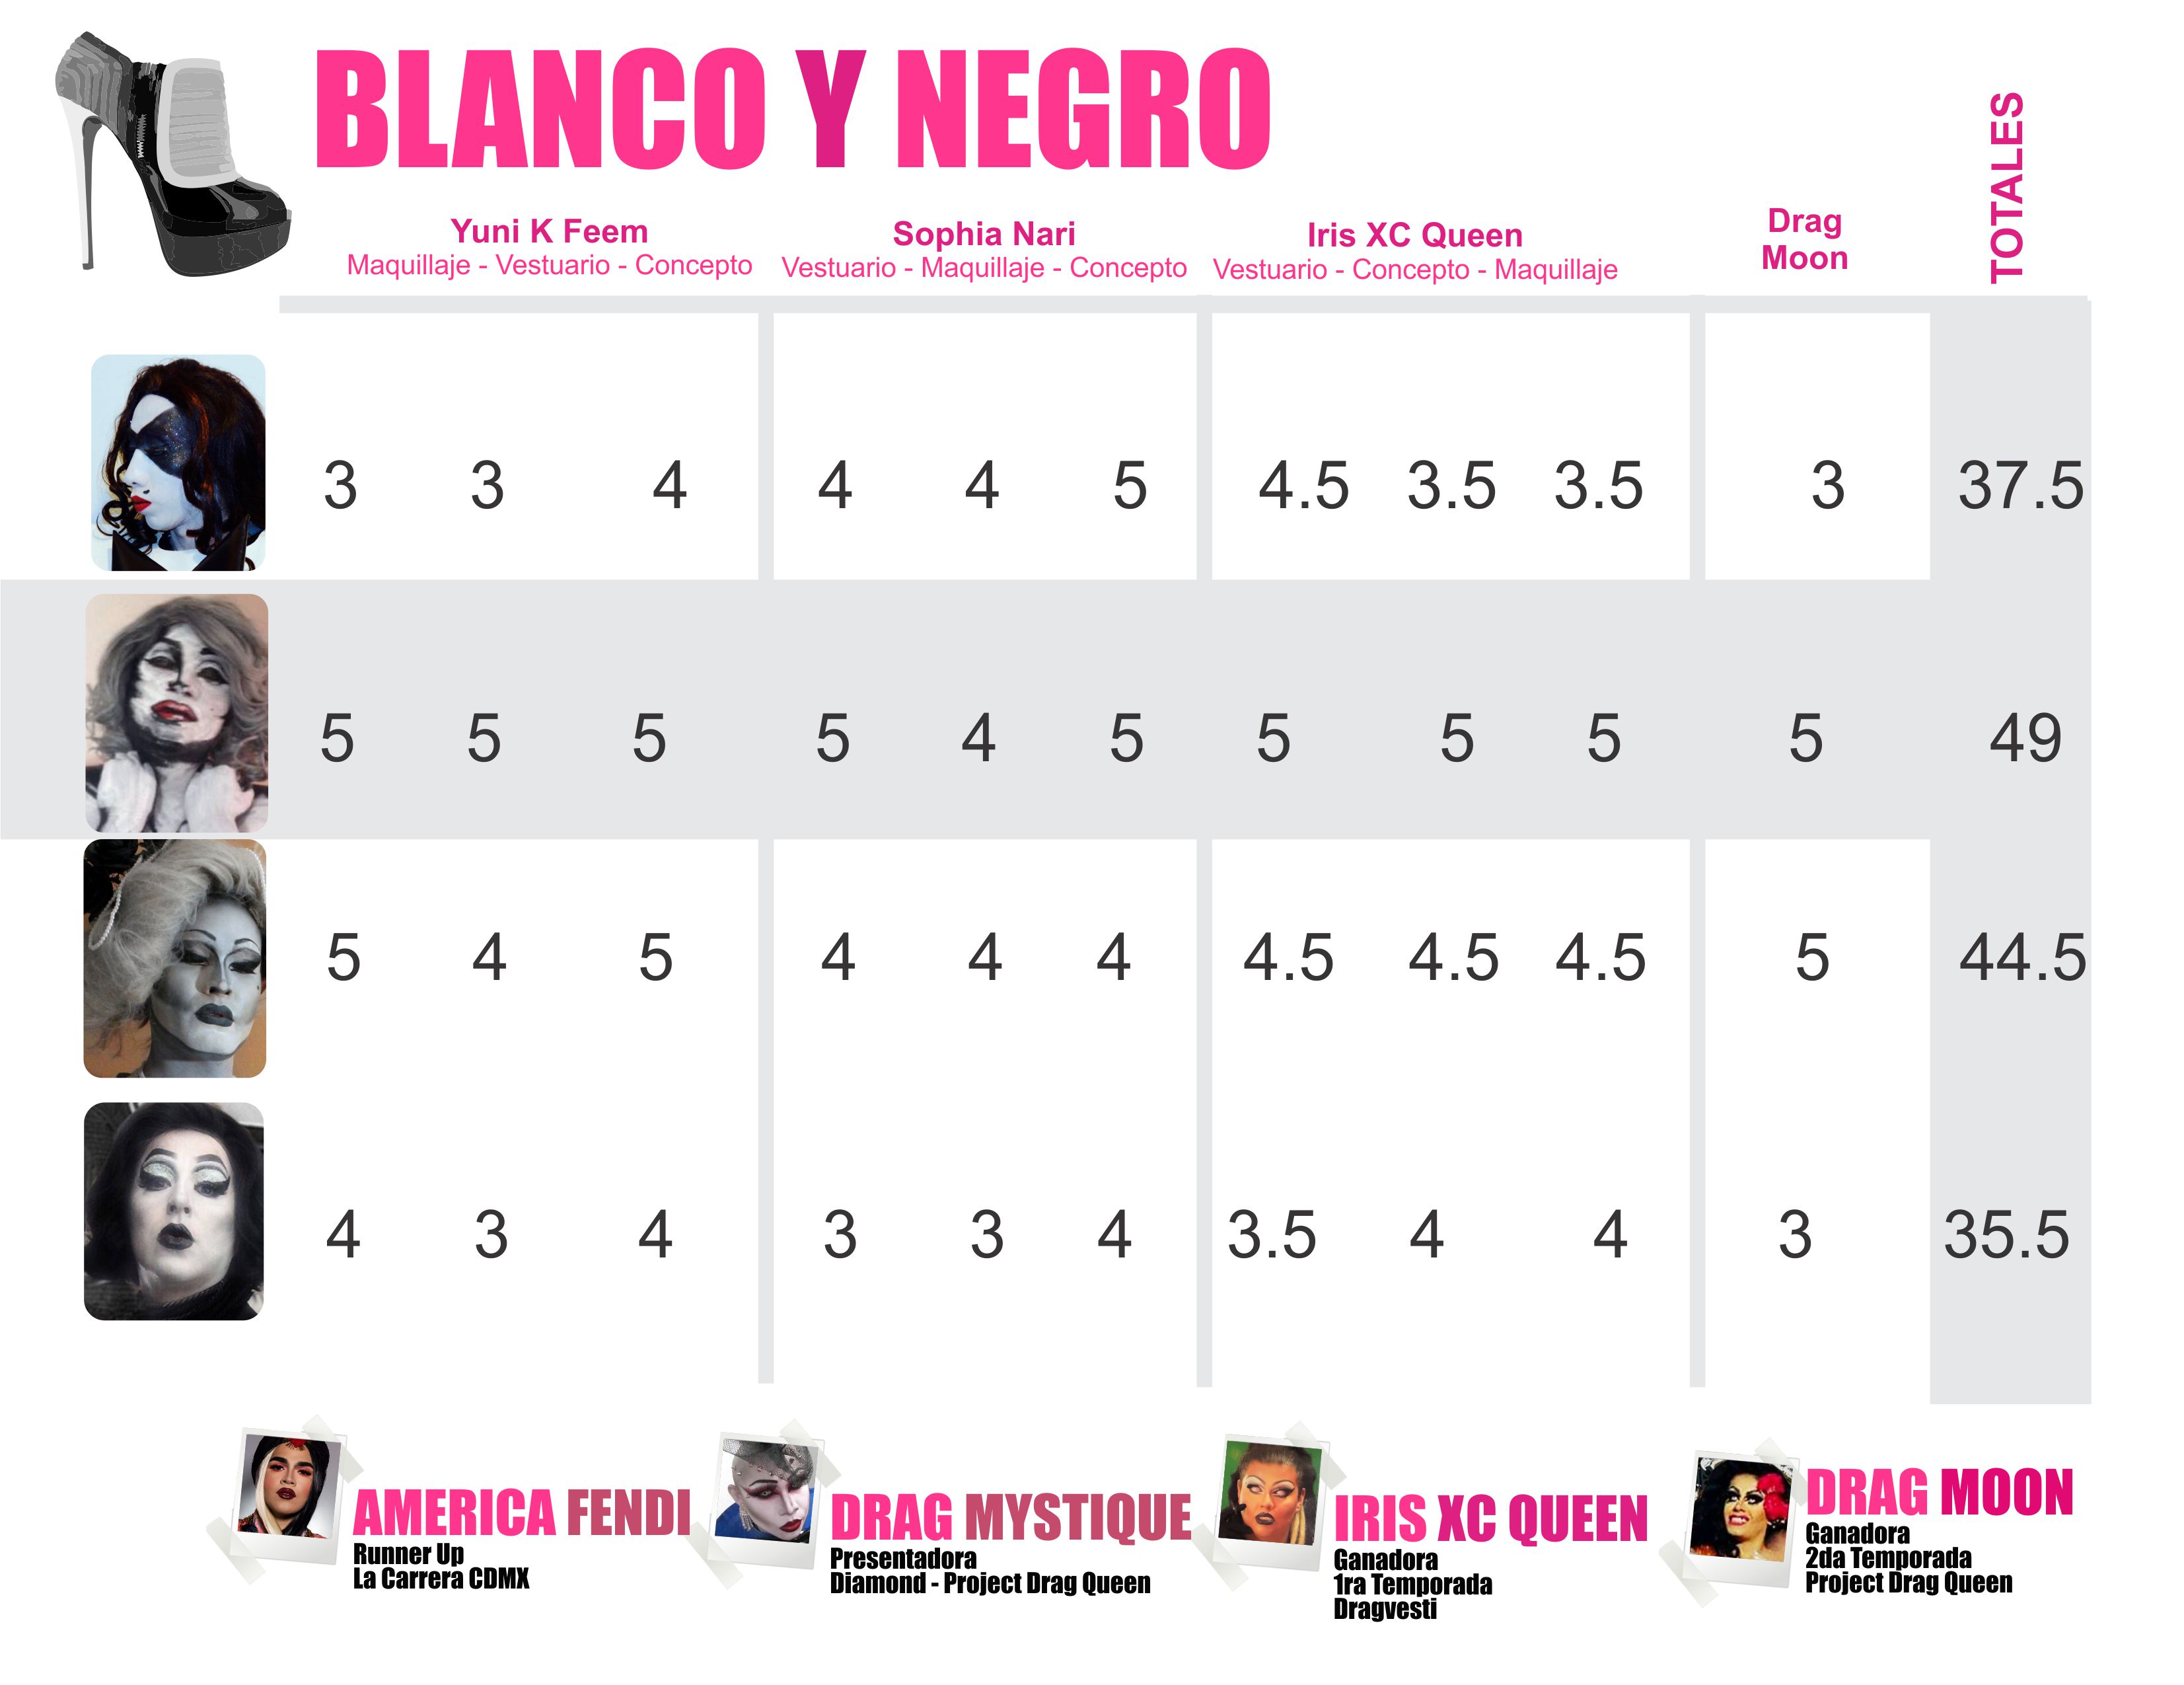 BLANCO Y NEGRO
TOTALES
Yuni K Feem
Maquillaje - Vestuario - Concepto
Sophia Nari
Vestuario - Maquillaje - Concepto
Iris XC Queen
Vestuario - Concepto - Maquillaje
Drag
Moon
3 3 4 4 4 5 4.5 3.5 3.5 3 37.5
5 5 5 5 4 5 5 5 5 5 49
5 4 5 4 4 4 4.5 4.5 4.5 5 44.5
4 3 4 3 3 4 3.5 4 4 3 35.5
AMERICA FENDI
Runner Up
La Carrera CDMX
DRAG MYSTIQUE
Presentadora
Diamond - Project Drag Queen
IRIS XC QUEEN
Ganadora
1ra Temporada
Dragvesti
DRAG MOON
Ganadora
2da Temporada
Project Drag Queen